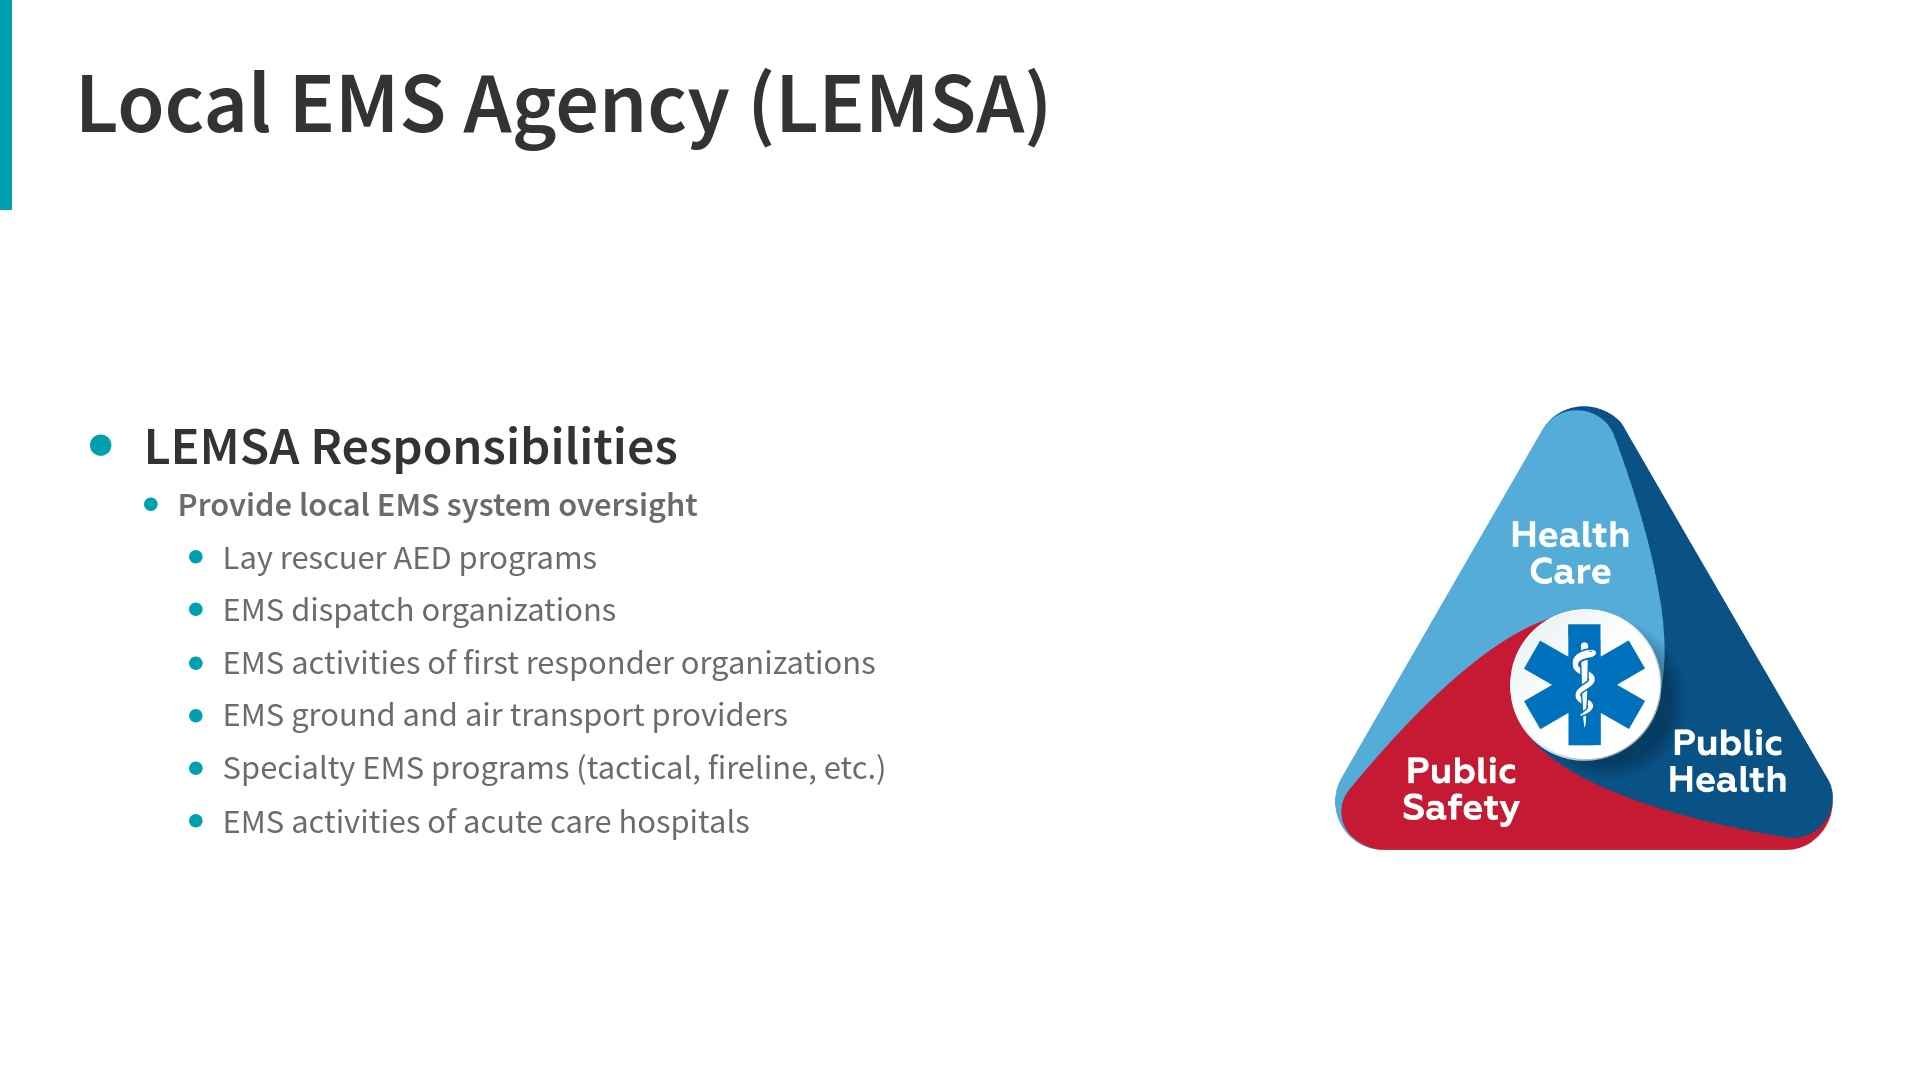 Local EMS Agency (LEMSA)
LEMSA Responsibilities
Provide local EMS system oversight
Lay rescuer AED programs
EMS dispatch organizations
EMS activities of first responder organizations
EMS ground and air transport providers
Specialty EMS programs (tactical, fireline, etc.)
EMS activities of acute care hospitals
Health
Care
Public
Safety
Public
Health